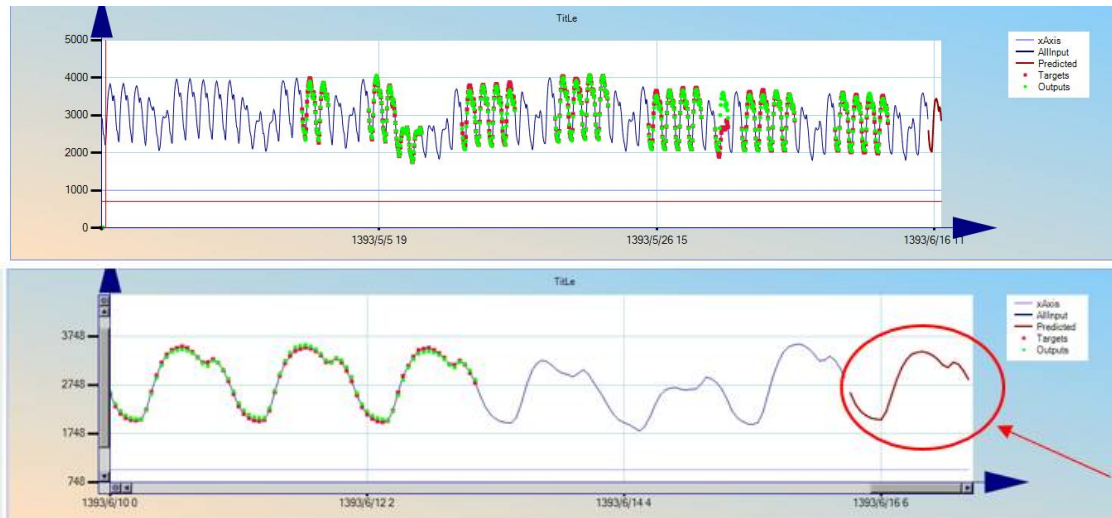 TitLe
5000
4000
3000
2000
1000
0
1393/5/5 19
1393/5/26 15
1393/6/16 11
xAxis
AllInput
Predicted
Targets
Outputs
TitLe
3748
2748
1748
748
1393/6/10 0
1393/6/12 2
1393/6/14 4
1393/6/16 6
xAxis
AllInput
Predicted
Targets
Outputs